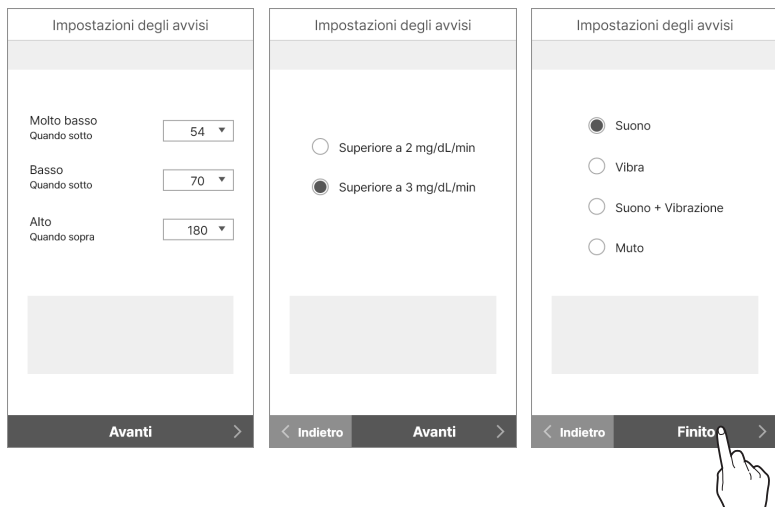 Impostazioni degli avvisi
Molto basso
Quando sotto
54
Basso
Quando sotto
70
Alto
Quando sopra
180
Avanti
Impostazioni degli avvisi
Superiore a 2 mg/dL/min
Superiore a 3 mg/dL/min
Indietro
Avanti
Impostazioni degli avvisi
Suono
Vibra
Suono + Vibrazione
Muto
Indietro
Finito